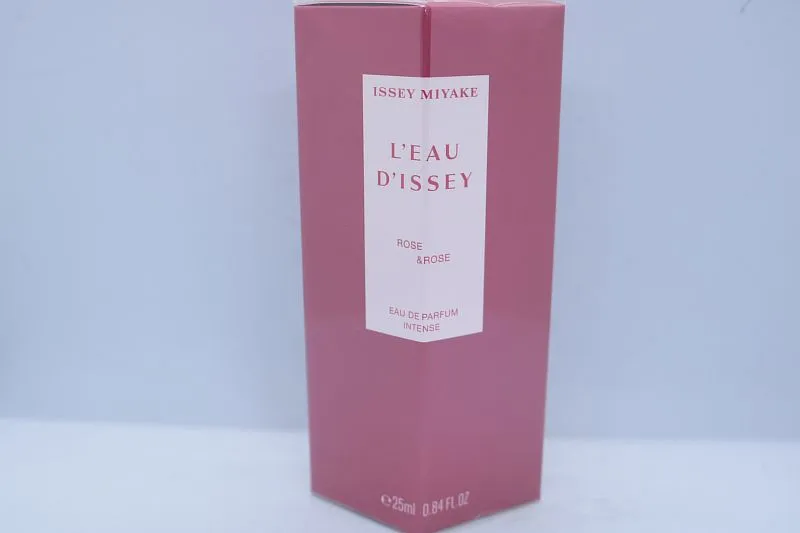 ISSEY MIYAKE
L'EAU
D'ISSEY
ROSE
&ROSE
EAU DE PARFUM
INTENSE
℮25ml 0.84 FL OZ